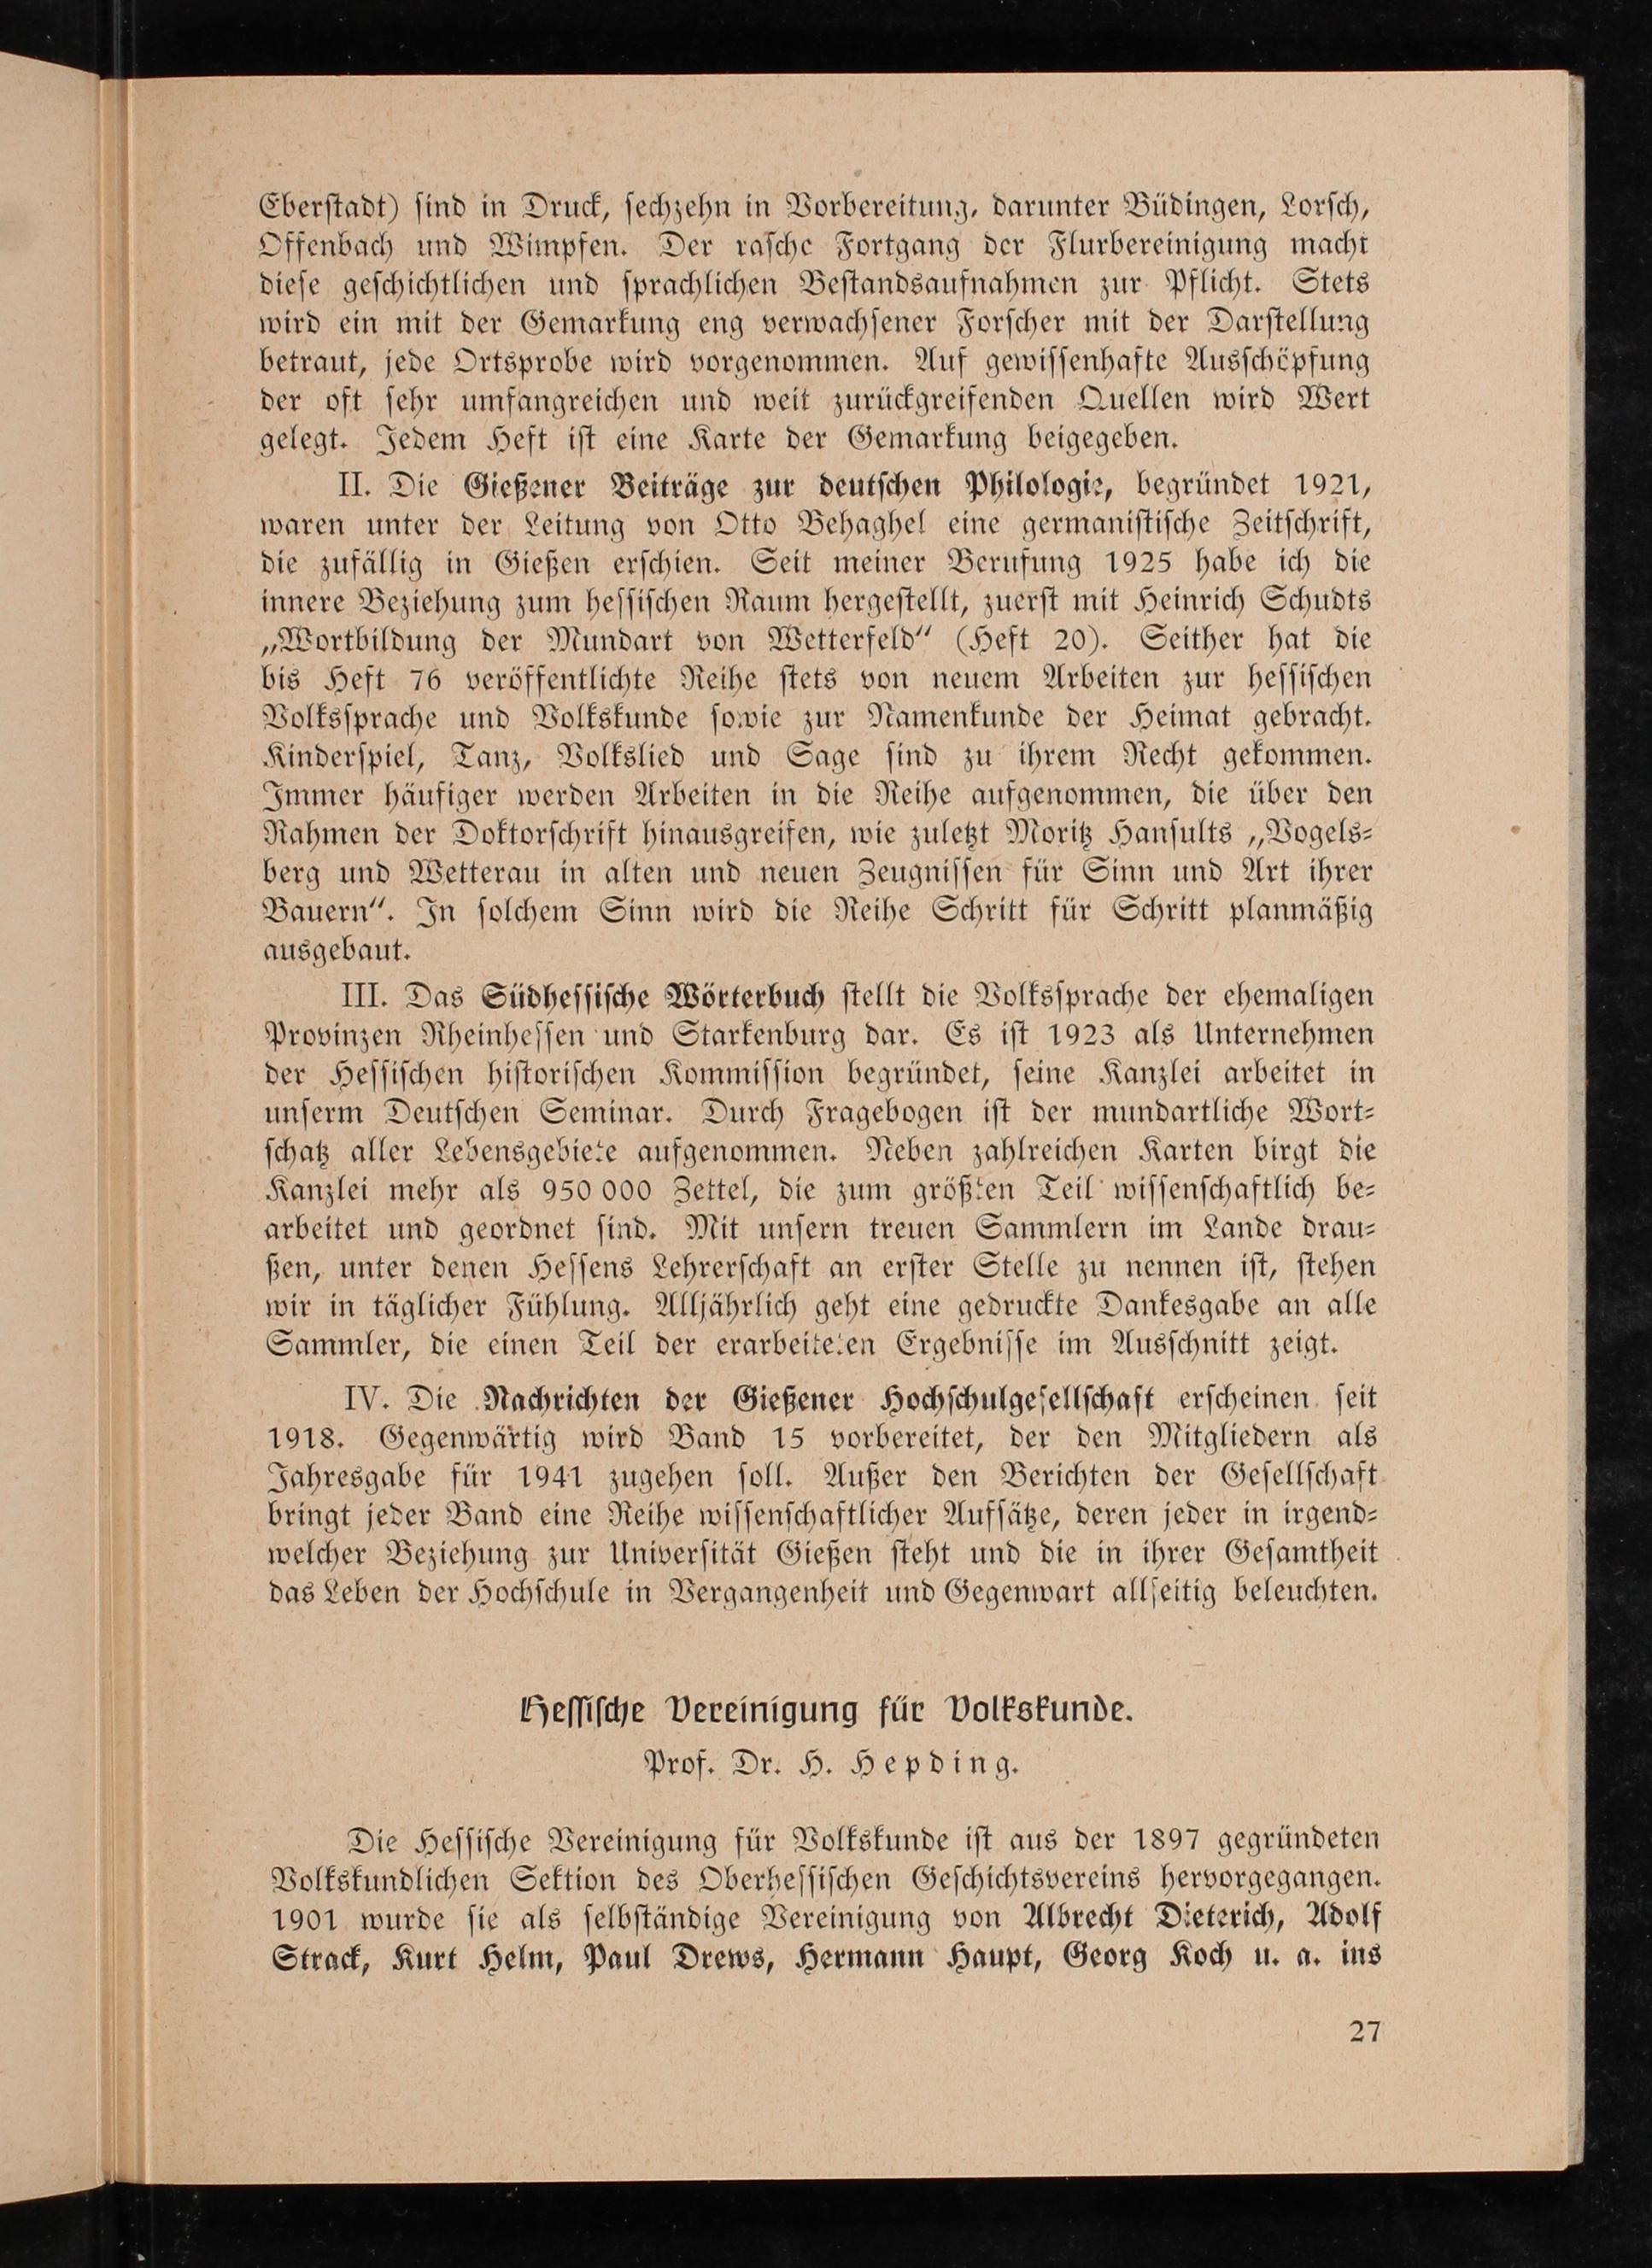 Eberstadt) sind in Druck, sechzehn in Vorbereitung, darunter Büdingen, Lorsch,
Offenbach und Wimpfen. Der rasche Fortgang der Flurbereinigung macht
diese geschichtlichen und sprachlichen Bestandsaufnahmen zur Pflicht. Stets
wird ein mit der Gemarkung eng verwachsener Forscher mit der Darstellung
betraut, jede Ortsprobe wird vorgenommen. Auf gewissenhafte Ausschöpfung
der oft sehr umfangreichen und weit zurückgreifenden Quellen wird Wert
gelegt. Jedem Heft ist eine Karte der Gemarkung beigegeben.
II. Die Gießener Beiträge zur deutschen Philologie, begründet 1921,
waren unter der Leitung von Otto Behaghel eine germanistische Zeitschrift,
die zufällig in Gießen erschien. Seit meiner Berufung 1925 habe ich die
innere Beziehung zum hessischen Raum hergestellt, zuerst mit Heinrich Schudts
„Wortbildung der Mundart von Wetterfeld“ (Heft 20). Seither hat die
bis Heft 76 veröffentlichte Reihe stets von neuem Arbeiten zur hessischen
Volkssprache und Volkskunde sowie zur Namenkunde der Heimat gebracht.
Kinderspiel, Tanz, Volkslied und Sage sind zu ihrem Recht gekommen.
Immer häufiger werden Arbeiten in die Reihe aufgenommen, die über den
Rahmen der Doktorschrift hinausgreifen, wie zuletzt Moritz Hansults „Vogels-
berg und Wetterau in alten und neuen Zeugnissen für Sinn und Art ihrer
Bauern“. In solchem Sinn wird die Reihe Schritt für Schritt planmäßig
ausgebaut.
III. Das Südhessische Wörterbuch stellt die Volkssprache der ehemaligen
Provinzen Rheinhessen und Starkenburg dar. Es ist 1923 als Unternehmen
der Hessischen historischen Kommission begründet, seine Kanzlei arbeitet in
unserm Deutschen Seminar. Durch Fragebogen ist der mundartliche Wort-
schatz aller Lebensgebiete aufgenommen. Neben zahlreichen Karten birgt die
Kanzlei mehr als 950 000 Zettel, die zum größten Teil wissenschaftlich be-
arbeitet und geordnet sind. Mit unsern treuen Sammlern im Lande drau-
ßen, unter denen Hessens Lehrerschaft an erster Stelle zu nennen ist, stehen
wir in täglicher Fühlung. Alljährlich geht eine gedruckte Dankesgabe an alle
Sammler, die einen Teil der erarbeiteten Ergebnisse im Ausschnitt zeigt.
IV. Die Nachrichten der Gießener Hochschulgesellschaft erscheinen seit
1918. Gegenwärtig wird Band 15 vorbereitet, der den Mitgliedern als
Jahresgabe für 1941 zugehen soll. Außer den Berichten der Gesellschaft
bringt jeder Band eine Reihe wissenschaftlicher Aufsätze, deren jeder in irgend-
welcher Beziehung zur Universität Gießen steht und die in ihrer Gesamtheit
das Leben der Hochschule in Vergangenheit und Gegenwart allseitig beleuchten.
Hessische Vereinigung für Volkskunde.
Prof. Dr. H. Hepding.
Die Hessische Vereinigung für Volkskunde ist aus der 1897 gegründeten
Volkskundlichen Sektion des Oberhessischen Geschichtsvereins hervorgegangen.
1901 wurde sie als selbständige Vereinigung von Albrecht Dieterich, Adolf
Strack, Kurt Helm, Paul Drews, Hermann Haupt, Georg Koch u. a. ins
27